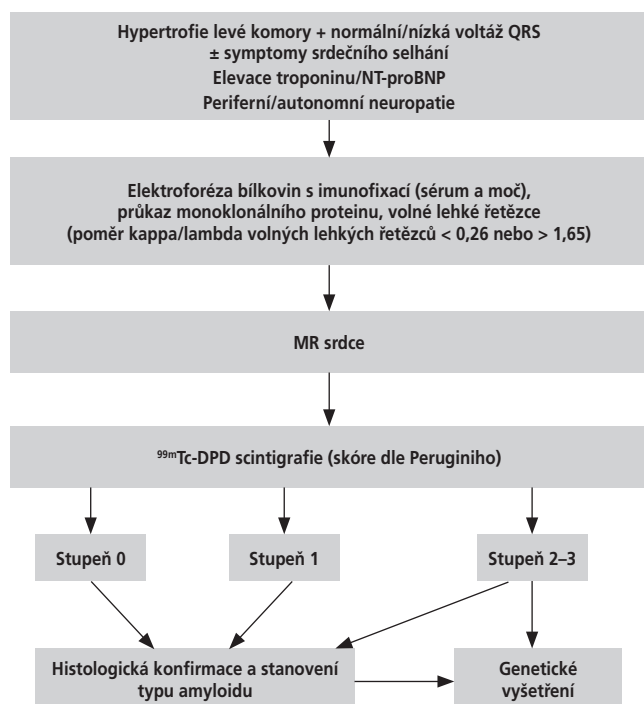 Hypertrofie levé komory + normální/nízká voltáž QRS
± symptomy srdečního selhání
Elevace troponinu/NT-proBNP
Periferní/autonomní neuropatie
Elektroforéza bílkovin s imunofixací (sérum a moč),
průkaz monoklonálního proteinu, volné lehké řetězce
(poměr kappa/lambda volných lehkých řetězců < 0,26 nebo > 1,65)
MR srdce
⁹⁹ᵐTc-DPD scintigrafie (skóre dle Peruginiho)
Stupeň 0
Stupeň 1
Stupeň 2–3
Histologická konfirmace a stanovení
typu amyloidu
Genetické
vyšetření